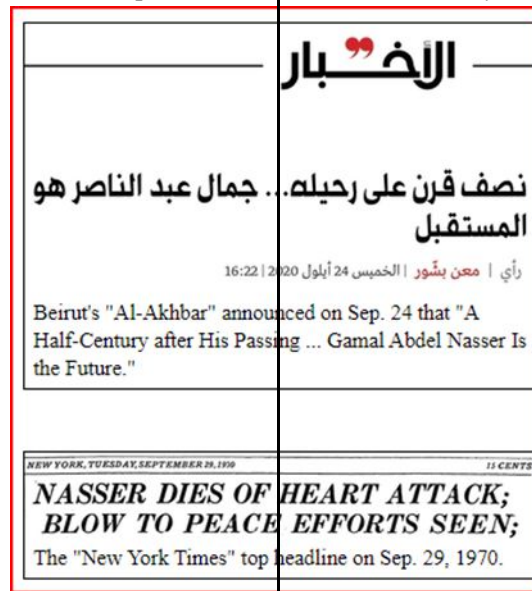 الأخبار
نصف قرن على رحيله... جمال عبد الناصر هو
المستقبل
رأي | معن بشّور | الخميس 24 أيلول 2020 | 16:22
Beirut's "Al-Akhbar" announced on Sep. 24 that "A
Half-Century after His Passing ... Gamal Abdel Nasser Is
the Future."
NEW YORK, TUESDAY, SEPTEMBER 29, 1970 15 CENTS
NASSER DIES OF HEART ATTACK;
BLOW TO PEACE EFFORTS SEEN;
The "New York Times" top headline on Sep. 29, 1970.